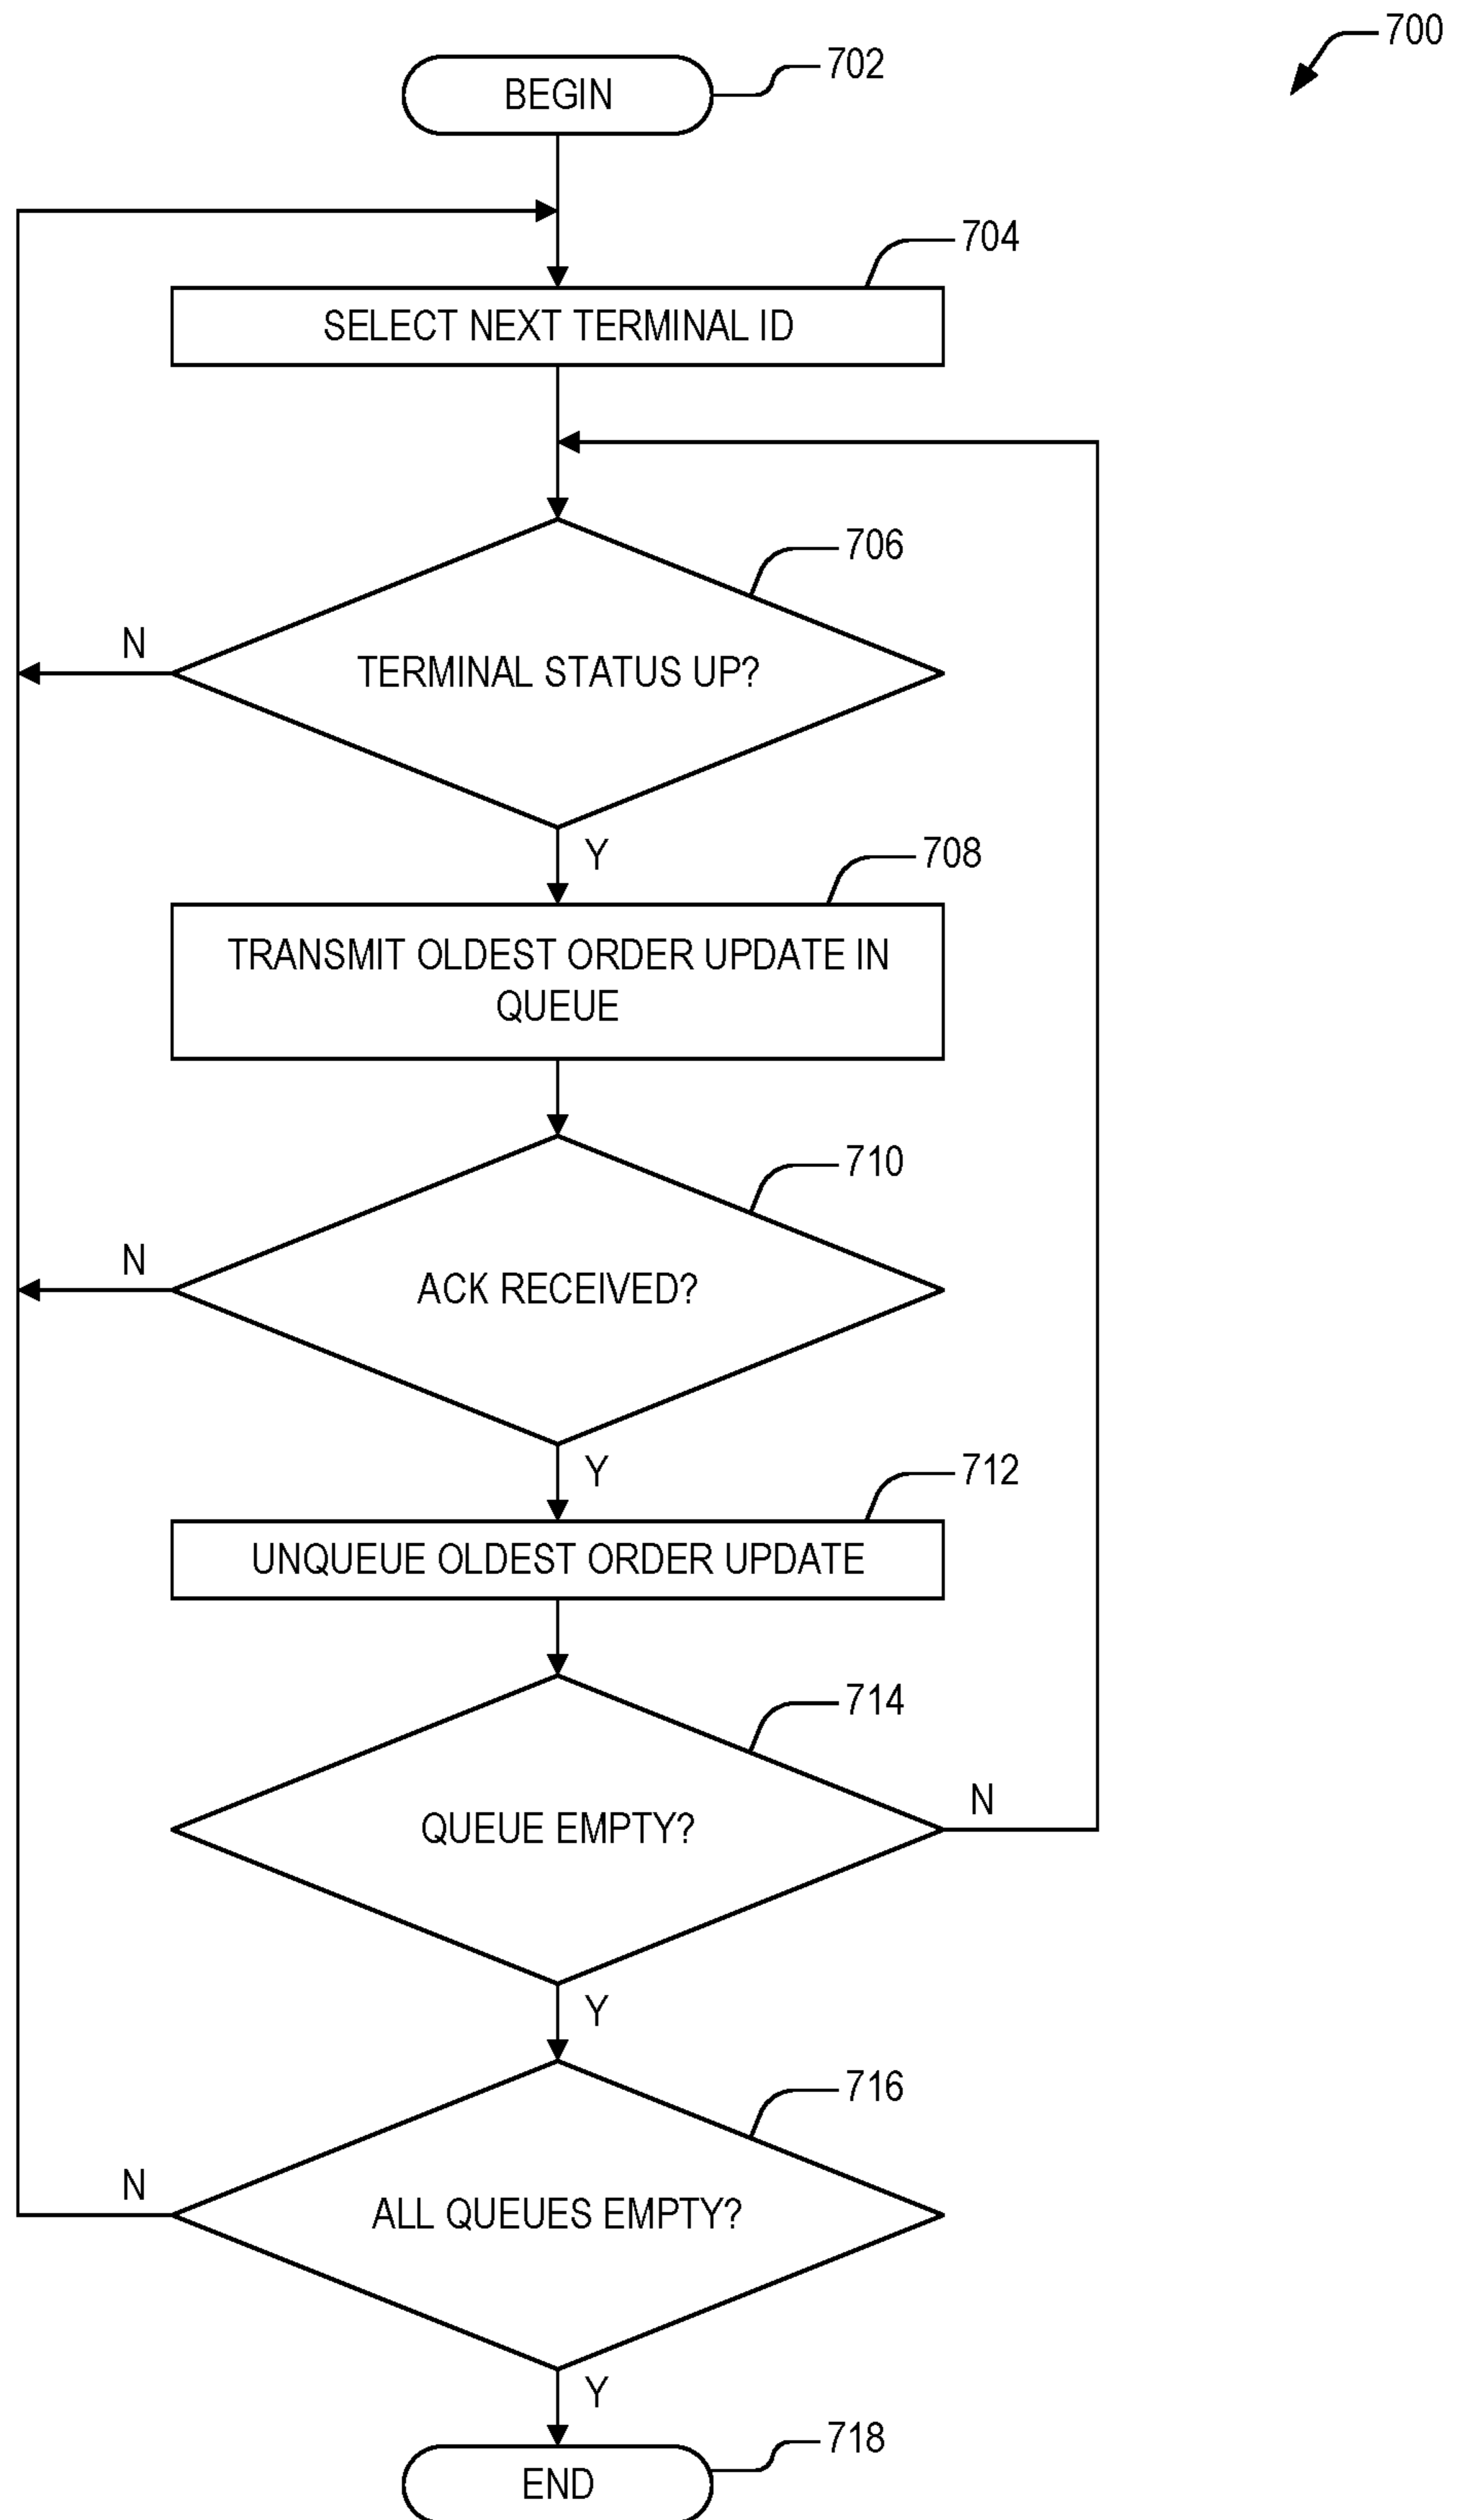 700
702
BEGIN
704
SELECT NEXT TERMINAL ID
706
N
TERMINAL STATUS UP?
Y
708
TRANSMIT OLDEST ORDER UPDATE IN
QUEUE
710
N
ACK RECEIVED?
Y
712
UNQUEUE OLDEST ORDER UPDATE
714
N
QUEUE EMPTY?
Y
716
N
ALL QUEUES EMPTY?
Y
718
END